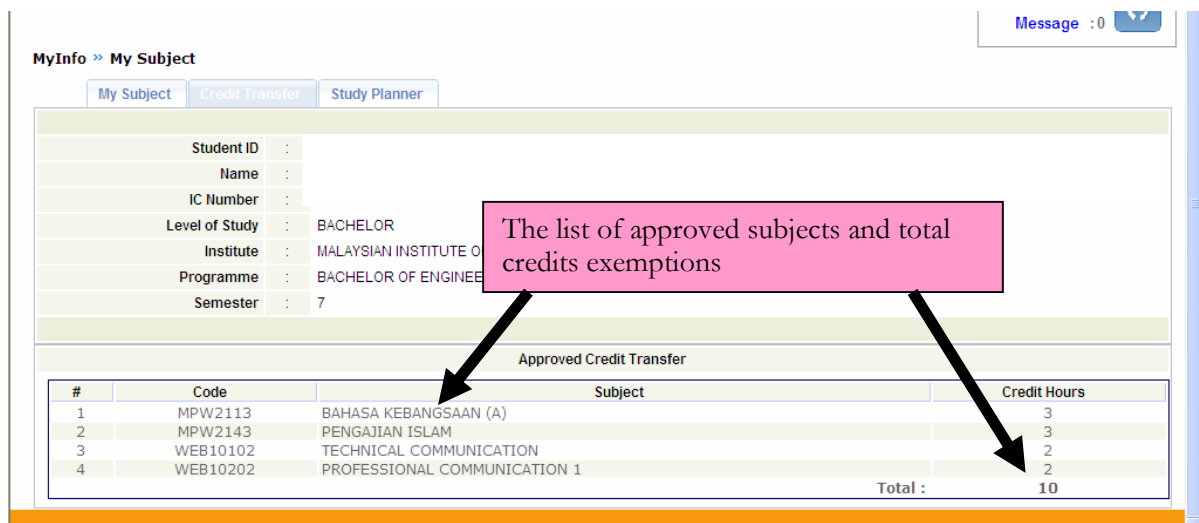 Message : 0
MyInfo » My Subject
My Subject Credit Transfer Study Planner
Student ID :
Name :
IC Number :
Level of Study : BACHELOR
Institute : MALAYSIAN INSTITUTE
Programme : BACHELOR OF
Semester : 7
The list of approved subjects and total
credits exemptions
Approved Credit Transfer
# Code Subject Credit Hours
1 MPW2113 BAHASA KEBANGSAAN (A) 3
2 MPW2143 PENGAJIAN ISLAM 3
3 WEB10102 TECHNICAL COMMUNICATION 2
4 WEB10202 PROFESSIONAL COMMUNICATION 1 2
Total : 10